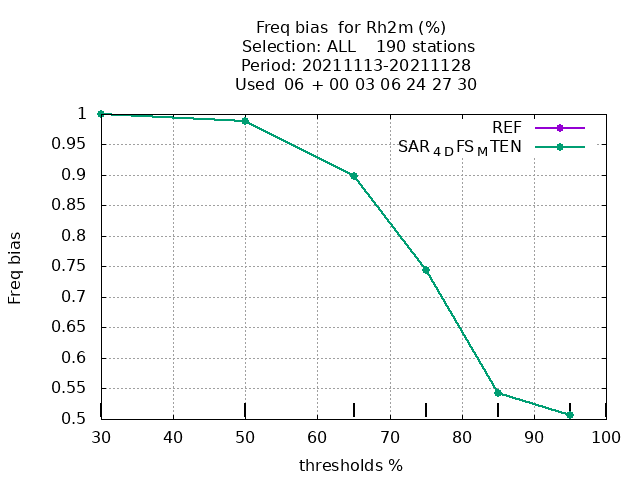 Freq bias  for Rh2m (%)
Selection: ALL    190 stations
Period: 20211113-20211128
Used  06  + 00 03 06 24 27 30
REF
SAR4DFSMTEN
1
0.95
0.9
0.85
0.8
0.75
0.7
0.65
0.6
0.55
0.5
Freq bias
30 40 50 60 70 80 90 100
thresholds %